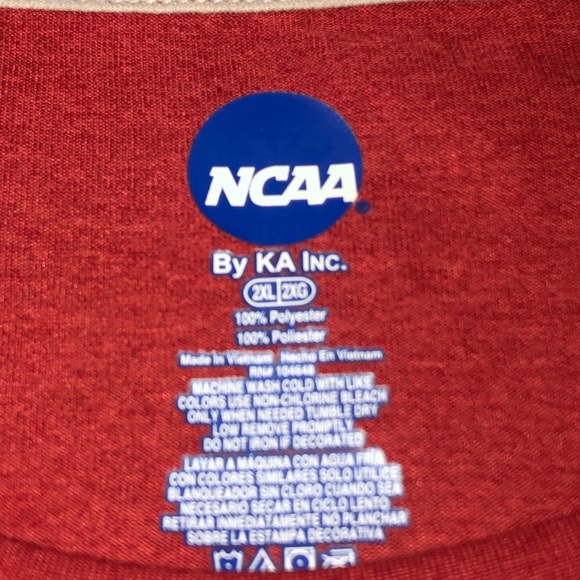 NCAA
By KA Inc.
2XL 2XG
100% Polyester
100% Poliester
Made In Vietnam Hecho En Vietnam
RN# 104648
MACHINE WASH COLD WITH LIKE
COLORS USE NON-CHLORINE BLEACH
ONLY WHEN NEEDED TUMBLE DRY
LOW REMOVE PROMPTLY
DO NOT IRON IF DECORATED
LAVAR A MÁQUINA CON AGUA FRÍA
CON COLORES SIMILARES SOLO UTILICE
BLANQUEADOR SIN CLORO CUANDO SEA
NECESARIO SECAR EN CICLO LENTO
RETIRAR INMEDIATAMENTE NO PLANCHAR
SOBRE LA ESTAMPA DECORATIVA